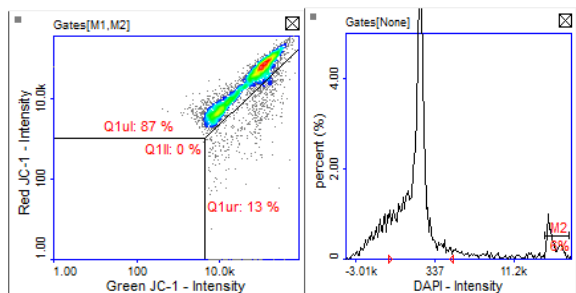 Gates[M1,M2]
Red JC-1 - Intensity
10.0k
100
1.00
Q1ul: 87 %
Q1ll: 0 %
Q1ur: 13 %
1.00 100 10.0k
Green JC-1 - Intensity
Gates[None]
percent (%)
4.00
2.00
0
M2
6%
-3.01k 337 11.2k
DAPI - Intensity